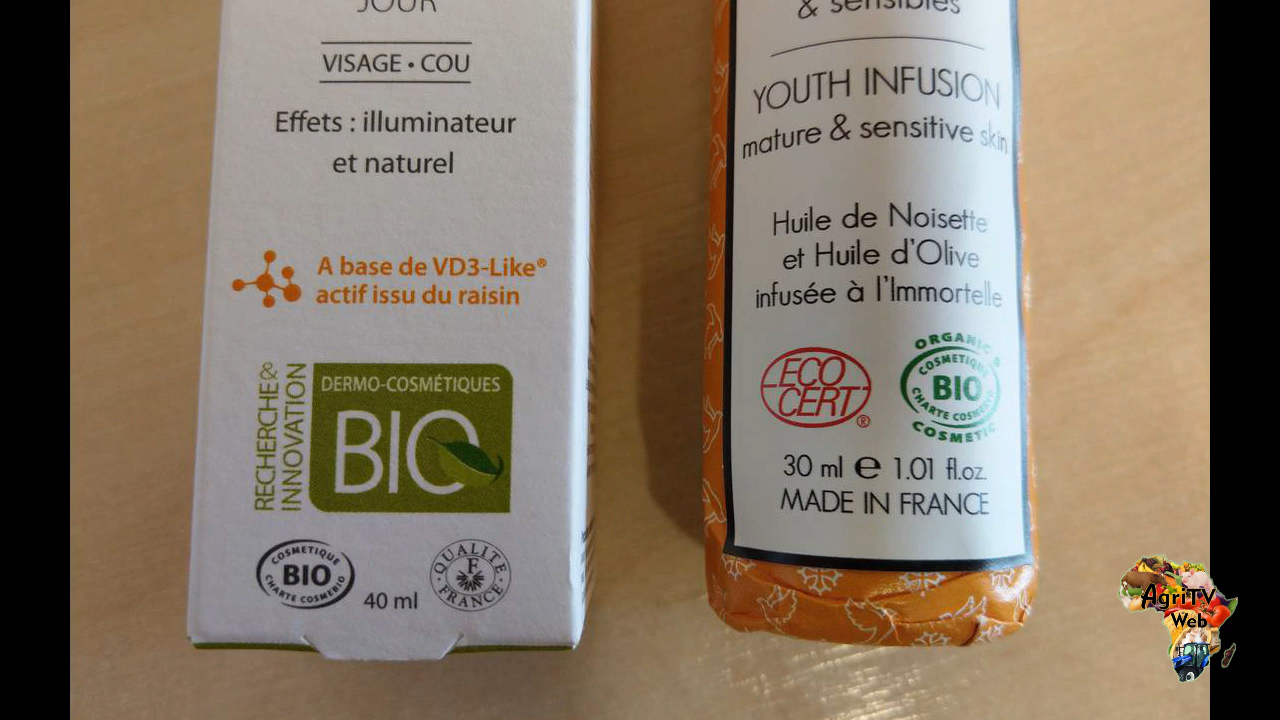 JOUR
VISAGE • COU
Effets : illuminateur
et naturel
A base de VD3-Like®
actif issu du raisin
RECHERCHE &
INNOVATION
DERMO-COSMÉTIQUES
BIO
COSMETIQUE
BIO
CHARTE COSMEBIO
40 ml
QUALITE
F
FRANCE
& sensibles
YOUTH INFUSION
mature & sensitive skin
Huile de Noisette
et Huile d'Olive
infusée à l'Immortelle
ECO
CERT
®
ORGANIC &
COSMETIQUE
BIO
CHARTE COSMEBIO
COSMETIC
30 ml e 1.01 fl.oz.
MADE IN FRANCE
AgriTV
Web